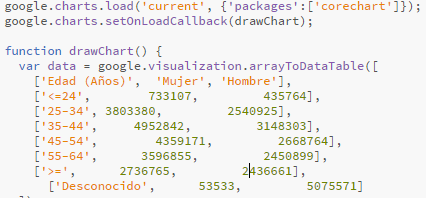 google.charts.load('current', {'packages':['corechart']});
google.charts.setOnLoadCallback(drawChart);
function drawChart() {
var data = google.visualization.arrayToDataTable([
['Edad (Años)', 'Mujer', 'Hombre'],
['<=24', 733107, 435764],
['25-34', 3803380, 2540925],
['35-44', 4952842, 3148303],
['45-54', 4359171, 2668764],
['55-64', 3596855, 2450899],
['>=', 2736765, 2436661],
['Desconocido', 53533, 5075571]